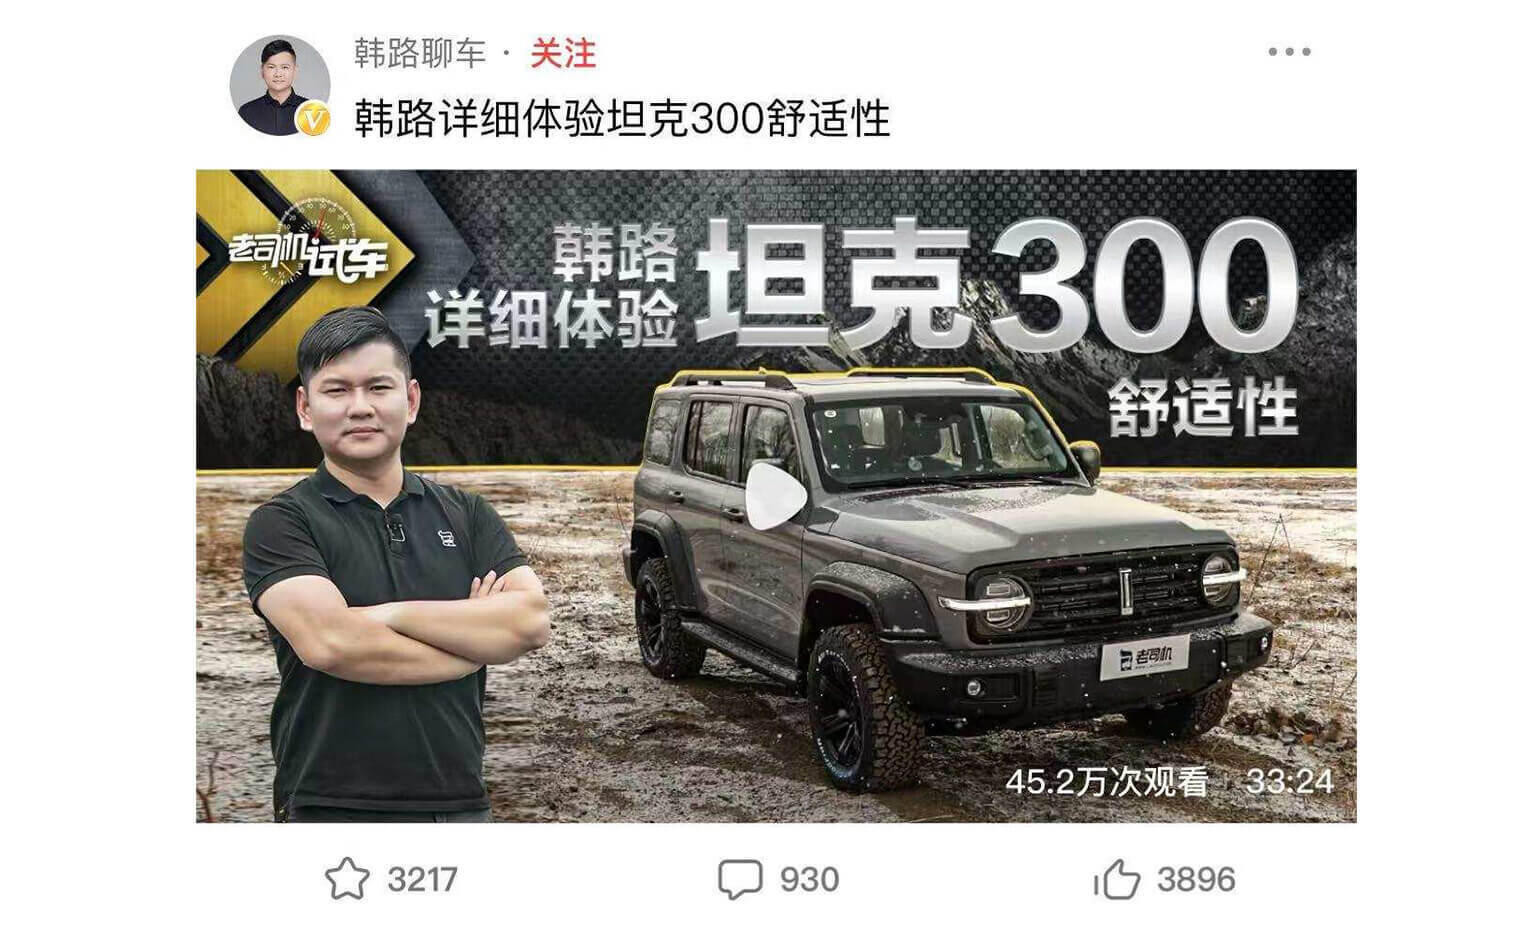 韩路聊车 · 关注
韩路详细体验坦克300舒适性
老司机试车
韩路
详细体验
坦克300
舒适性
老司机
45.2万次观看 33:24
3217
930
3896